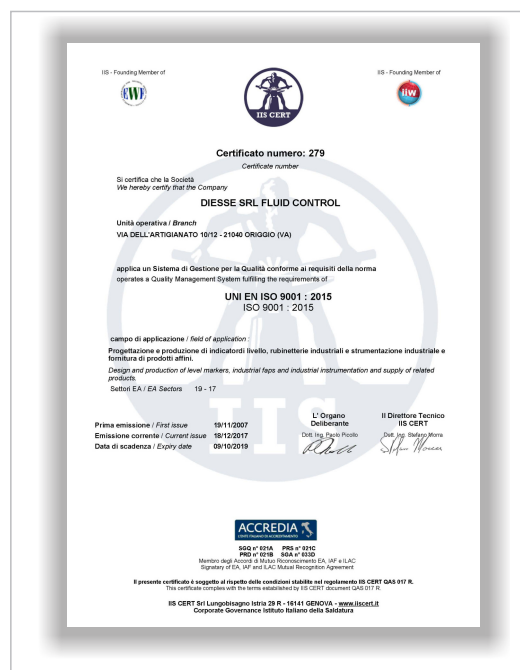 IIS - Founding Member of
IIS - Founding Member of
EWF
iiw
IIS CERT
Certificato numero: 279
Certificate number
Si certifica che la Società
We hereby certify that the Company
DIESSE SRL FLUID CONTROL
Unità operativa / Branch
VIA DELL'ARTIGIANATO 10/12 - 21040 ORIGGIO (VA)
applica un Sistema di Gestione per la Qualità conforme ai requisiti della norma
operates a Quality Management System fulfilling the requirements of
UNI EN ISO 9001 : 2015
ISO 9001 : 2015
campo di applicazione / field of application :
Progettazione e produzione di indicatordi livello, rubinetterie industriali e strumentazione industriale e
fornitura di prodotti affini.
Design and production of level markers, industrial faps and industrial instrumentation and supply of related
products.
Settori EA / EA Sectors 19 - 17
Prima emissione / First issue 19/11/2007
Emissione corrente / Current issue 18/12/2017
Data di scadenza / Expiry date 09/10/2019
L' Organo
Deliberante
Dott. Ing. Paolo Picollo
Il Direttore Tecnico
IIS CERT
Dott. Ing. Stefano Morra
IIS
ACCREDIA
L'ENTE ITALIANO DI ACCREDITAMENTO
SGQ n° 021A PRS n° 021C
PRD n° 021B SGA n° 033D
Membro degli Accordi di Mutuo Riconoscimento EA, IAF e ILAC
Signatary of EA, IAF and ILAC Mutual Recognition Agreement
Il presente certificato è soggetto al rispetto delle condizioni stabilite nel regolamento IIS CERT QAS 017 R.
This certificate complies with the terms established by IIS CERT document QAS 017 R.
IIS CERT Srl Lungobisagno Istria 29 R - 16141 GENOVA - www.iiscert.it
Corporate Governance Istituto Italiano della Saldatura